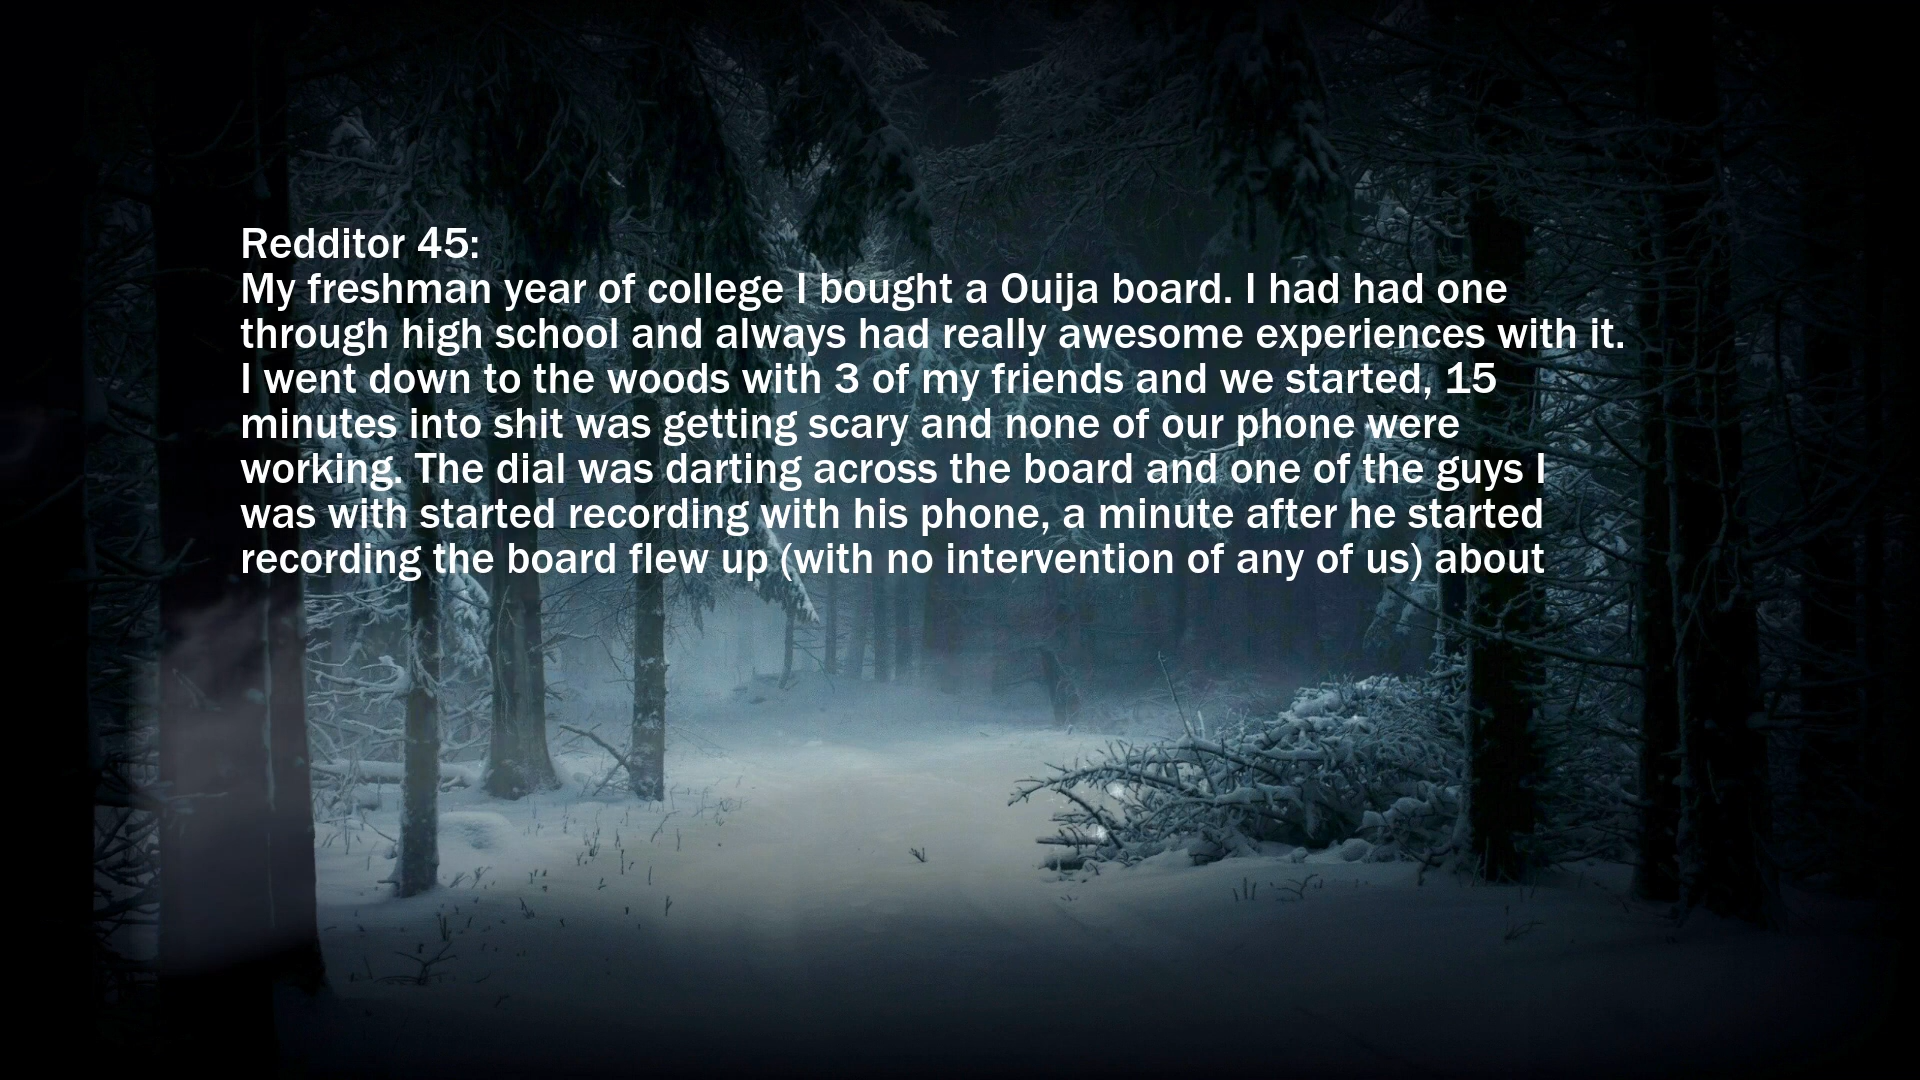 Redditor 45:
My freshman year of college I bought a Ouija board. I had had one
through high school and always had really awesome experiences with it.
I went down to the woods with 3 of my friends and we started, 15
minutes into shit was getting scary and none of our phone were
working. The dial was darting across the board and one of the guys I
was with started recording with his phone, a minute after he started
recording the board flew up (with no intervention of any of us) about